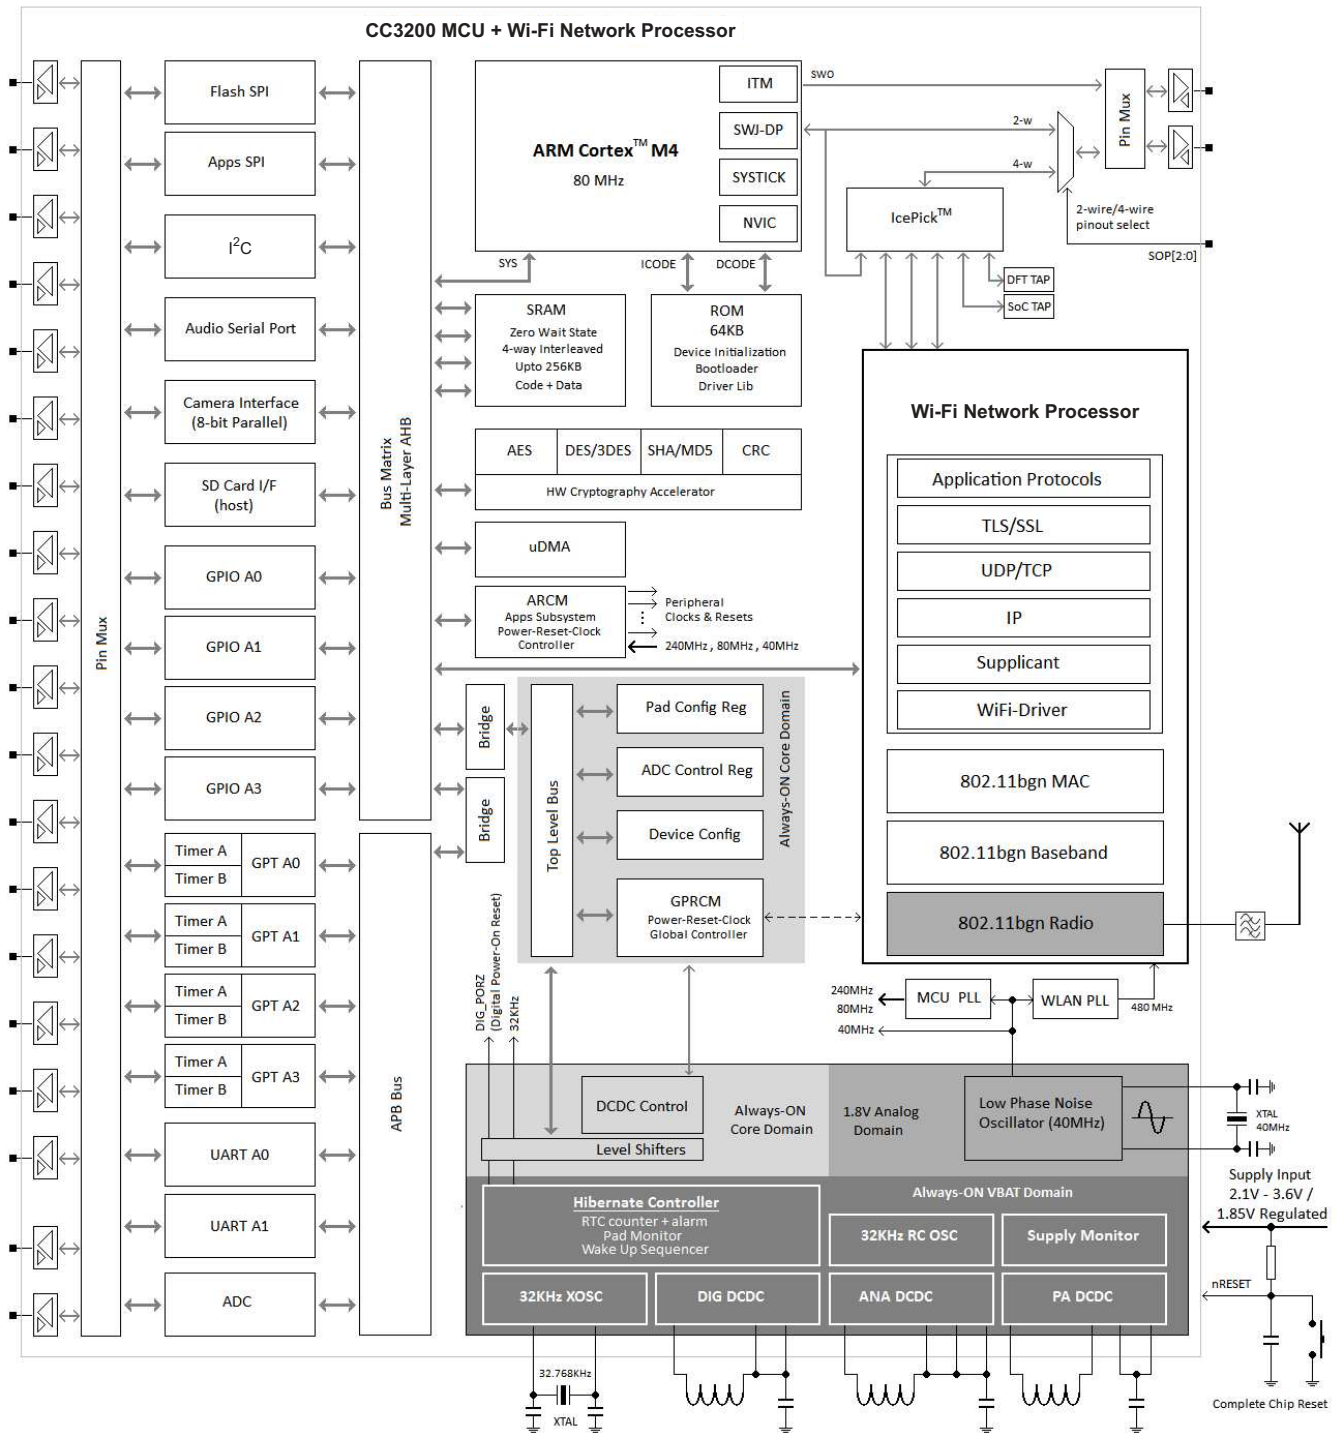 CC3200 MCU + Wi-Fi Network Processor
Pin Mux
Flash SPI
Apps SPI
I2C
Audio Serial Port
Camera Interface
(8-bit Parallel)
SD Card I/F
(host)
GPIO A0
GPIO A1
GPIO A2
GPIO A3
Timer A
Timer B
GPT A0
Timer A
Timer B
GPT A1
Timer A
Timer B
GPT A2
Timer A
Timer B
GPT A3
UART A0
UART A1
ADC
Bus Matrix
Multi-Layer AHB
APB Bus
ARM Cortex™ M4
80 MHz
ITM
SWJ-DP
SYSTICK
NVIC
SWO
2-w
4-w
Pin Mux
IcePick™
2-wire/4-wire
pinout select
SOP[2:0]
DFT TAP
SoC TAP
SYS
ICODE
DCODE
SRAM
Zero Wait State
4-way Interleaved
Upto 256KB
Code + Data
ROM
64KB
Device Initialization
Bootloader
Driver Lib
AES
DES/3DES
SHA/MD5
CRC
HW Cryptography Accelerator
uDMA
ARCM
Apps Subsystem
Power-Reset-Clock
Controller
Peripheral
Clocks & Resets
240MHz , 80MHz , 40MHz
Wi-Fi Network Processor
Application Protocols
TLS/SSL
UDP/TCP
IP
Supplicant
WiFi-Driver
802.11bgn MAC
802.11bgn Baseband
802.11bgn Radio
Bridge
Bridge
Top Level Bus
Pad Config Reg
ADC Control Reg
Device Config
GPRCM
Power-Reset-Clock
Global Controller
Always-ON Core Domain
DIG_PORZ
(Digital Power-On Reset)
32KHz
240MHz
80MHz
40MHz
MCU PLL
WLAN PLL
480 MHz
DCDC Control
Level Shifters
Always-ON
Core Domain
1.8V Analog
Domain
Low Phase Noise
Oscillator (40MHz)
XTAL
40MHz
Supply Input
2.1V - 3.6V /
1.85V Regulated
Hibernate Controller
RTC counter + alarm
Pad Monitor
Wake Up Sequencer
Always-ON VBAT Domain
32KHz RC OSC
Supply Monitor
32KHz XOSC
DIG DCDC
ANA DCDC
PA DCDC
nRESET
32.768KHz
XTAL
Complete Chip Reset